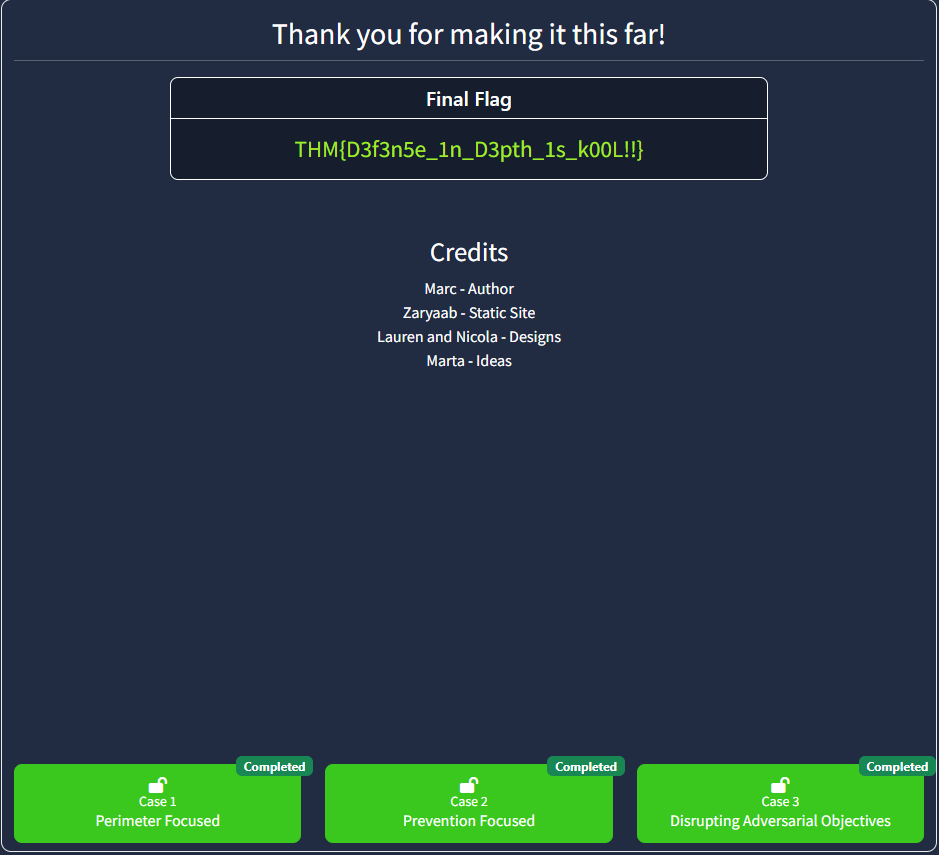 Thank you for making it this far!
Final Flag
THM{D3f3n5e_1n_D3pth_1s_k00L!!}
Credits
Marc - Author
Zaryaab - Static Site
Lauren and Nicola - Designs
Marta - Ideas
Completed
Case 1
Perimeter Focused
Completed
Case 2
Prevention Focused
Completed
Case 3
Disrupting Adversarial Objectives